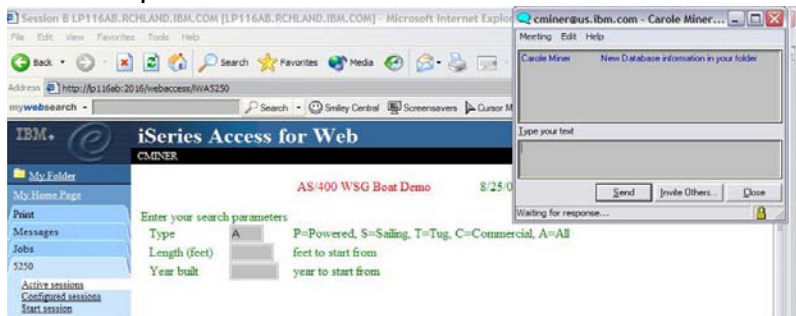 Session B LP116AB.RCHLAND.IBM.COM [LP116AB.RCHLAND.IBM.COM] - Microsoft Internet Explor
File Edit View Favorites Tools Help
Back Search Favorites Media
Address http://lp116ab:2016/webaccess/iWA5250
mywebsearch Search Smiley Central Screensavers Cursor M
IBM. iSeries Access for Web
CMINER
My Folder
My Home Page
Print
Messages
Jobs
5250
Active sessions
Configured sessions
Start session
AS/400 WSG Boat Demo 8/25/0
Enter your search parameters
Type A P=Powered, S=Sailing, T=Tug, C=Commercial, A=All
Length (feet) feet to start from
Year built year to start from
cminer@us.ibm.com - Carole Miner...
Meeting Edit Help
Carole Miner New Database information in your folder
Type your text
Send Invite Others... Close
Waiting for response...